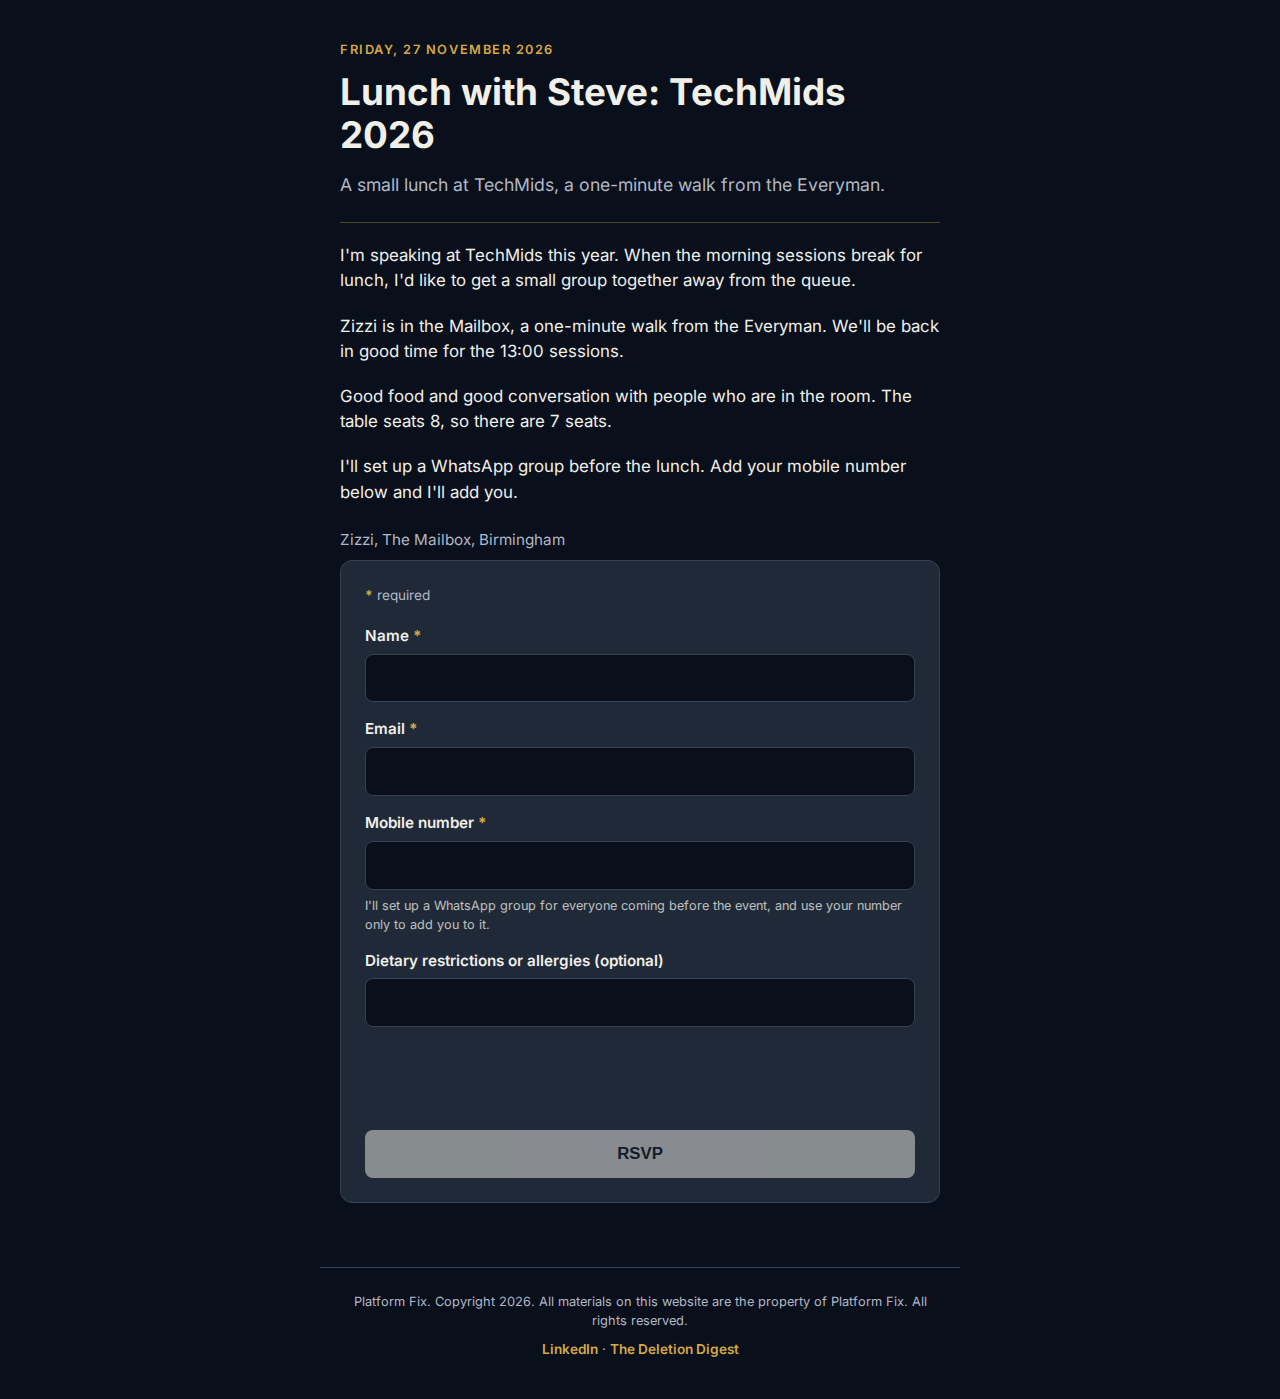 FRIDAY, 27 NOVEMBER 2026
Lunch with Steve: TechMids
2026
A small lunch at TechMids, a one-minute walk from the Everyman.
I'm speaking at TechMids this year. When the morning sessions break for
lunch, I'd like to get a small group together away from the queue.
Zizzi is in the Mailbox, a one-minute walk from the Everyman. We'll be back
in good time for the 13:00 sessions.
Good food and good conversation with people who are in the room. The
table seats 8, so there are 7 seats.
I'll set up a WhatsApp group before the lunch. Add your mobile number
below and I'll add you.
Zizzi, The Mailbox, Birmingham
* required
Name *
Email *
Mobile number *
I'll set up a WhatsApp group for everyone coming before the event, and use your number
only to add you to it.
Dietary restrictions or allergies (optional)
RSVP
Platform Fix. Copyright 2026. All materials on this website are the property of Platform Fix. All
rights reserved.
LinkedIn · The Deletion Digest